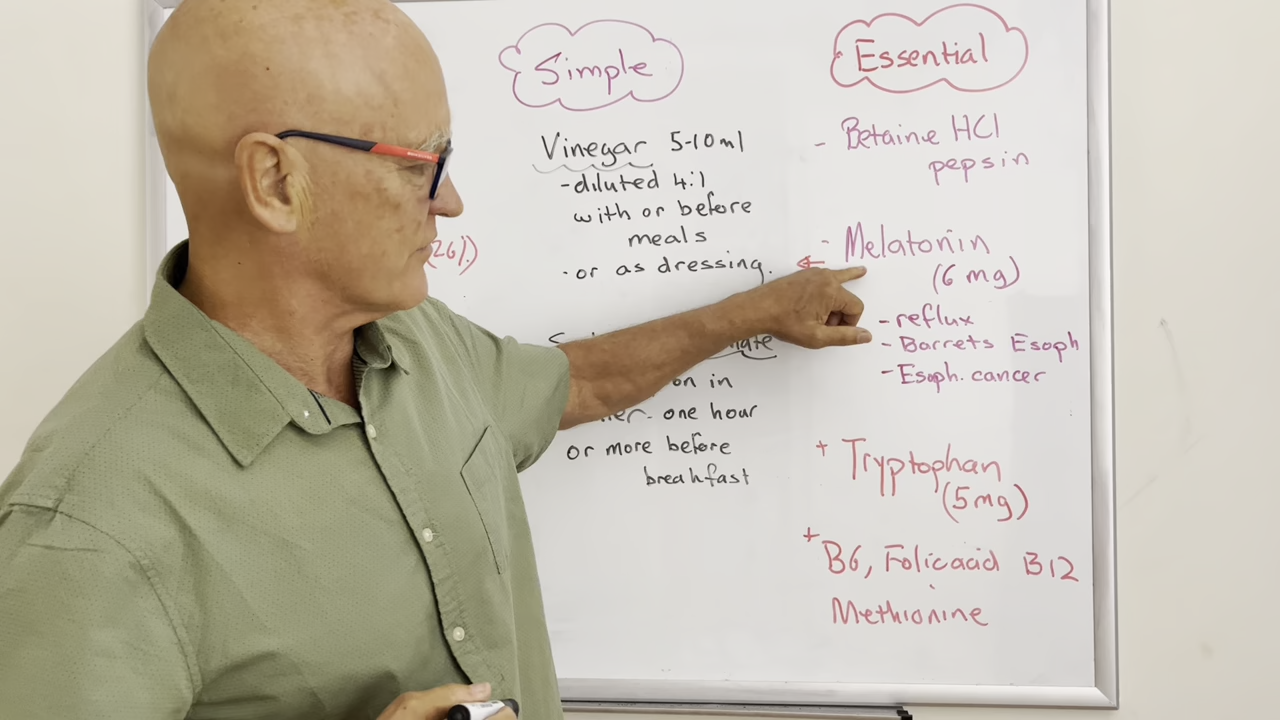 Simple
Vinegar 5-10ml
-diluted 4:1
with or before
meals
· or as dressing.
on in
one hour
or more before
breakfast
(26%)
Essential
- Betaine HCl
pepsin
- Melatonin
(6 mg)
- reflux
- Barrets Esoph
- Esoph. cancer
+ Tryptophan
(5mg)
+ B6, Folicacid B12
Methionine